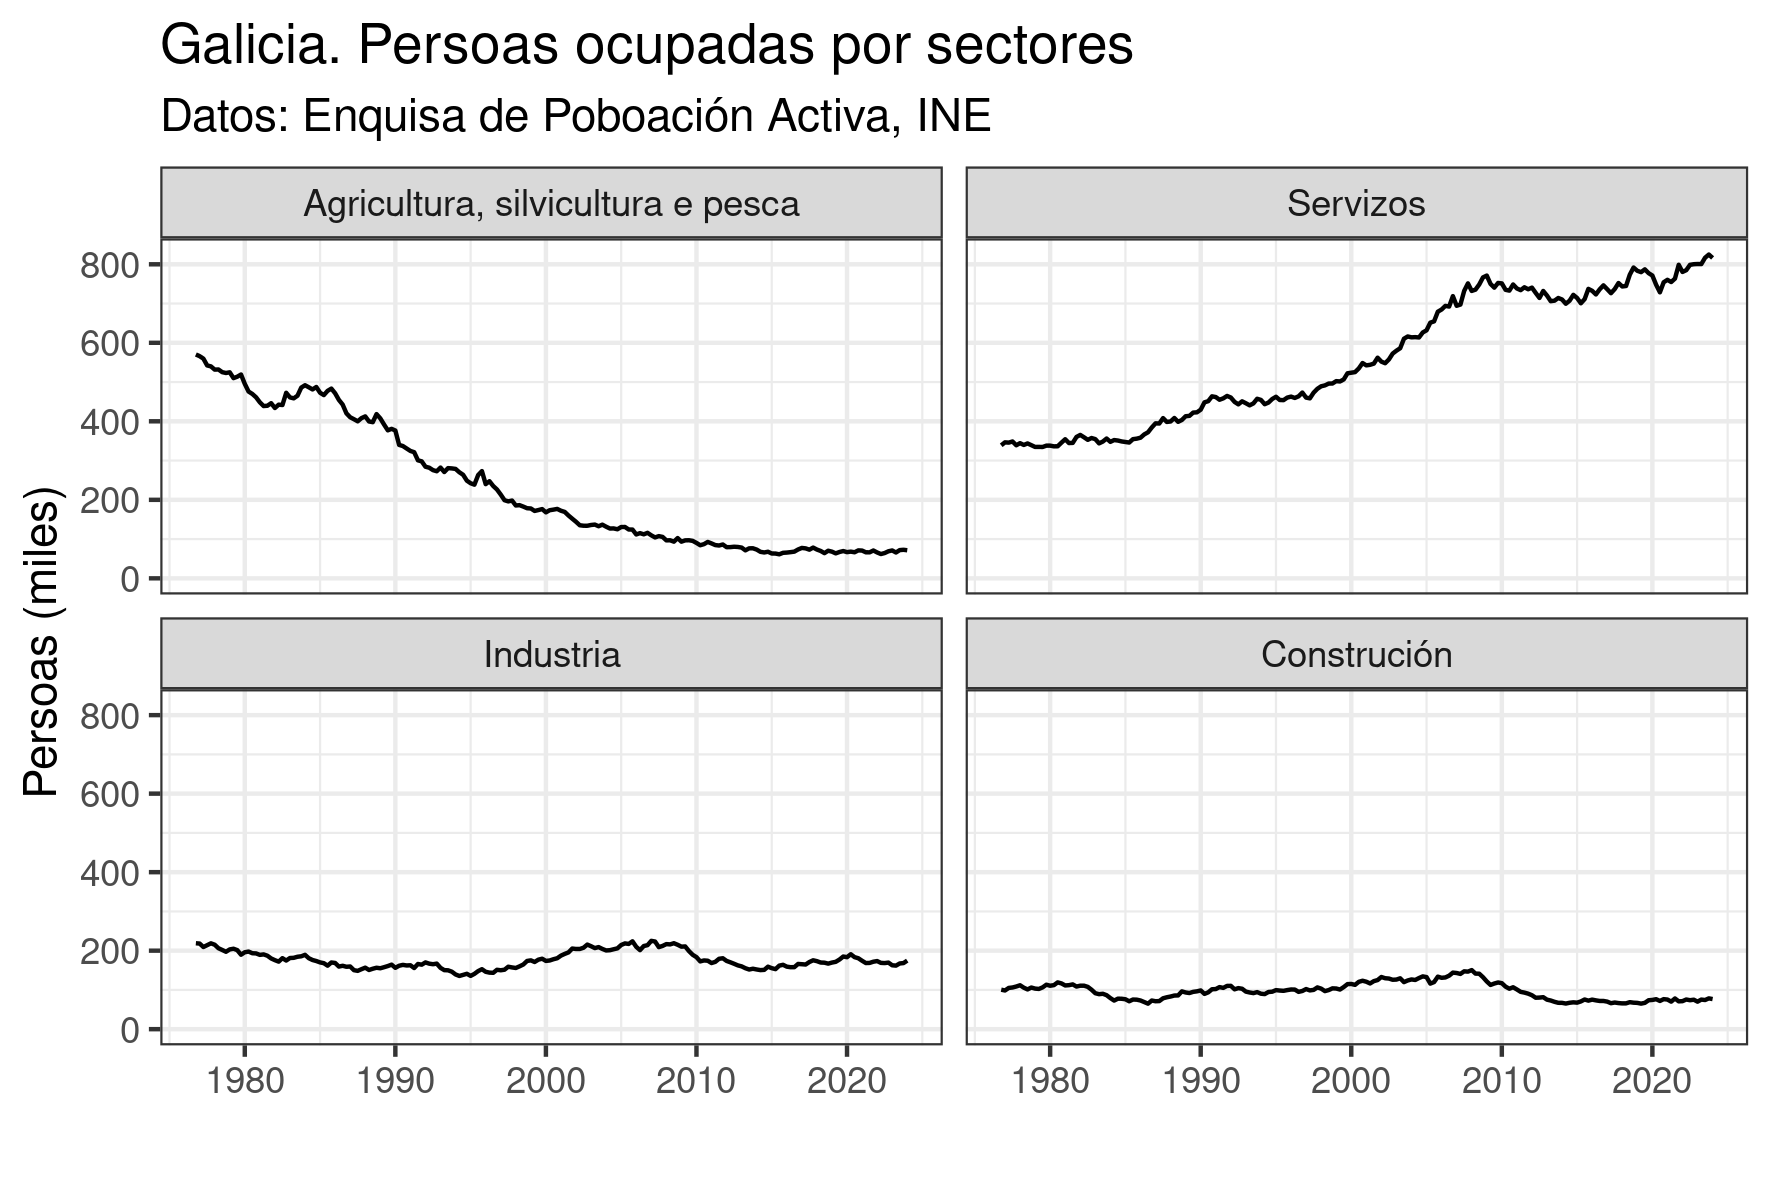 Galicia. Persoas ocupadas por sectores
Datos: Enquisa de Poboación Activa, INE
Agricultura, silvicultura e pesca
Servizos
800
600
400
200
0
Persoas (miles)
Industria
Construción
800
600
400
200
0
1980 1990 2000 2010 2020
1980 1990 2000 2010 2020